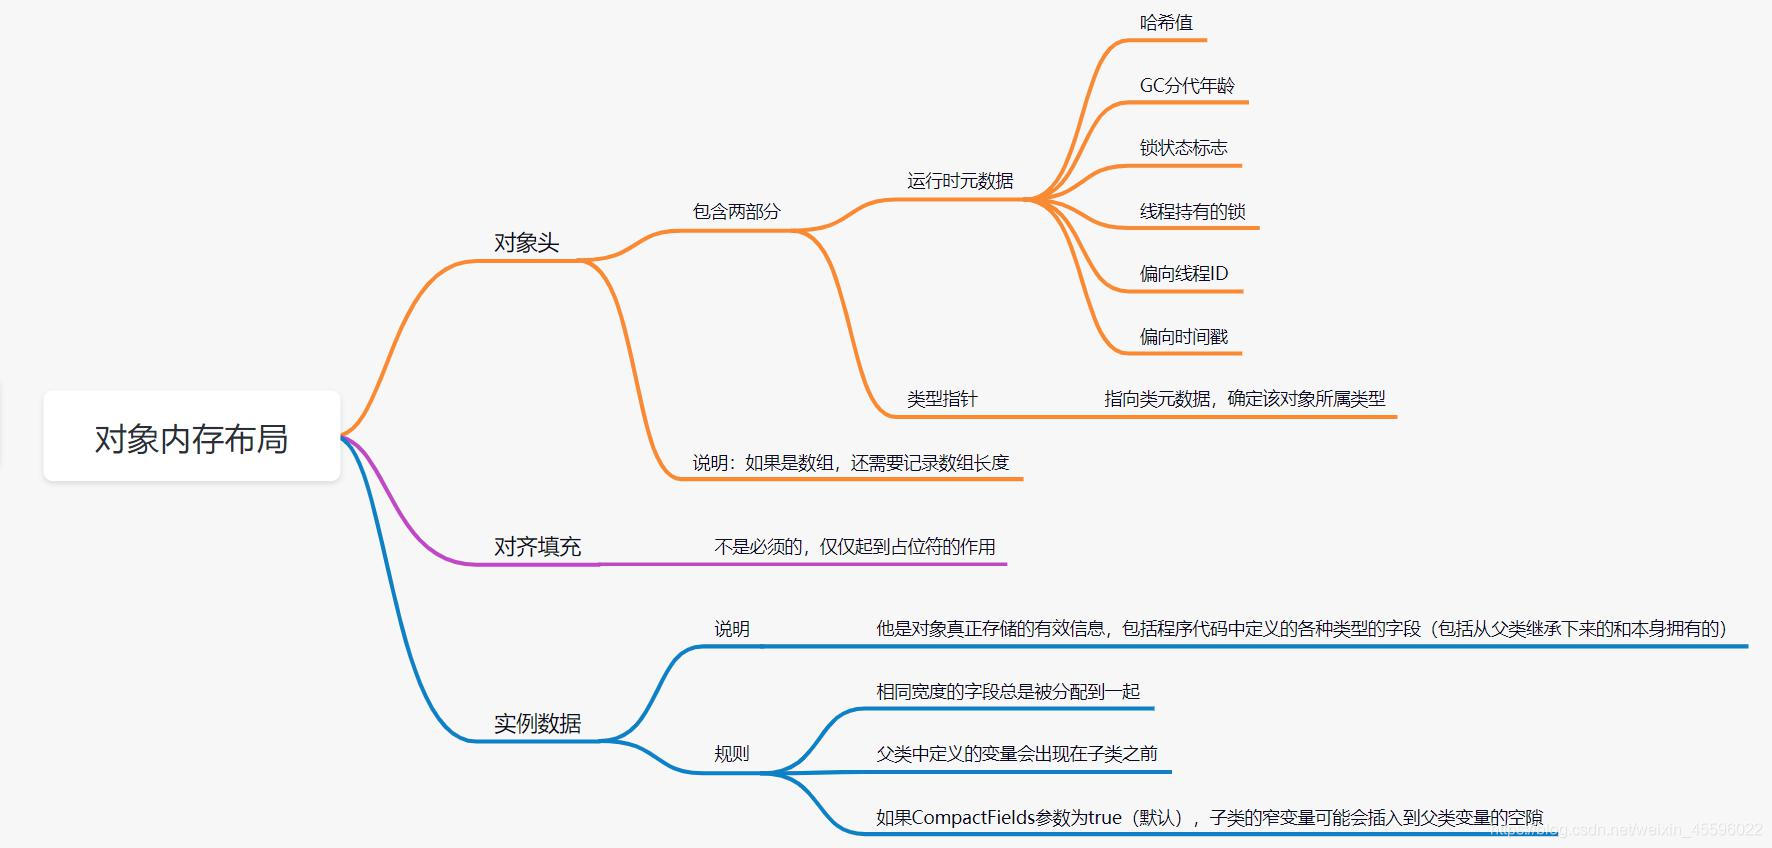 对象内存布局
对象头
包含两部分
运行时元数据
哈希值
GC分代年龄
锁状态标志
线程持有的锁
偏向线程ID
偏向时间戳
类型指针
指向类元数据，确定该对象所属类型
说明：如果是数组，还需要记录数组长度
对齐填充
不是必须的，仅仅起到占位符的作用
实例数据
说明
他是对象真正存储的有效信息，包括程序代码中定义的各种类型的字段（包括从父类继承下来的和本身拥有的）
规则
相同宽度的字段总是被分配到一起
父类中定义的变量会出现在子类之前
如果CompactFields参数为true（默认），子类的窄变量可能会插入到父类变量的空隙
https://blog.csdn.net/weixin_45596022